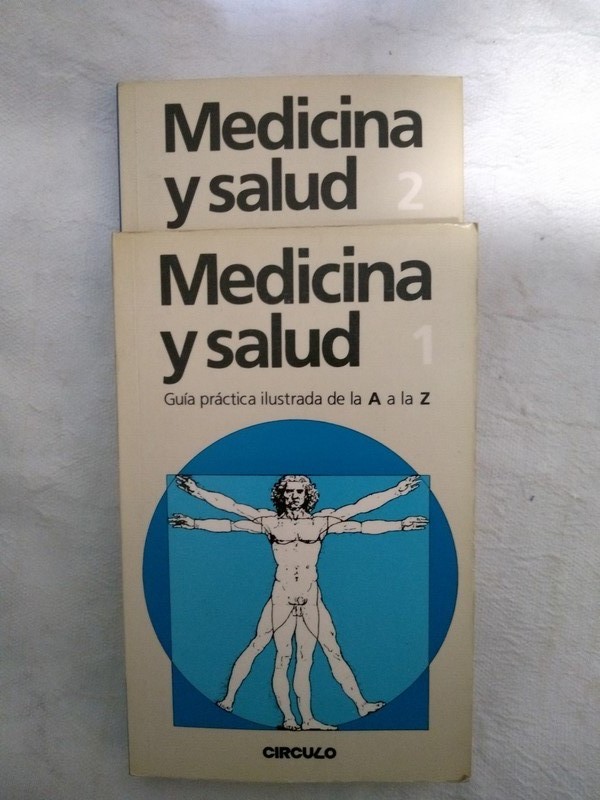 Medicina
y salud 2
Medicina
y salud 1
Guía práctica ilustrada de la A a la Z
CIRCULO